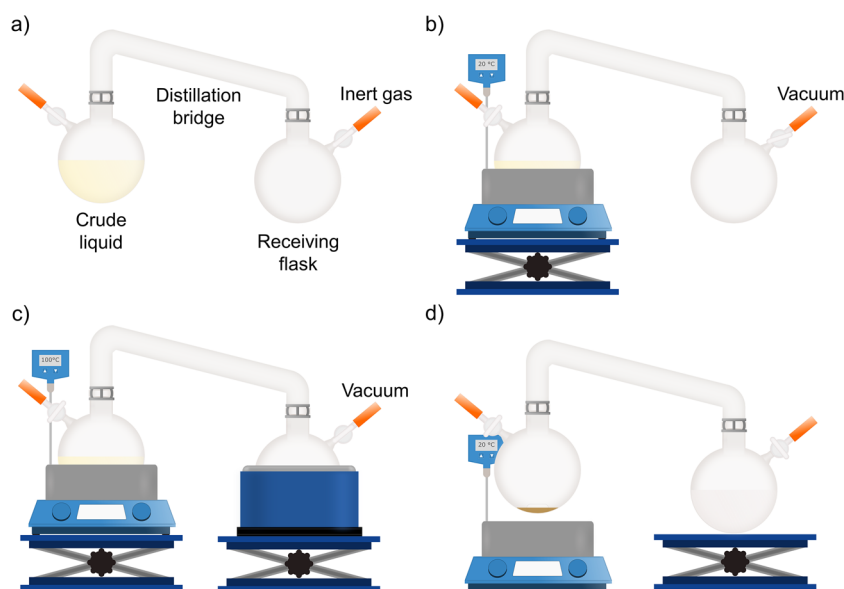 a)
Distillation
bridge
Inert gas
Crude
liquid
Receiving
flask
b)
20 °C
Vacuum
c)
100°C
Vacuum
d)
20 °C